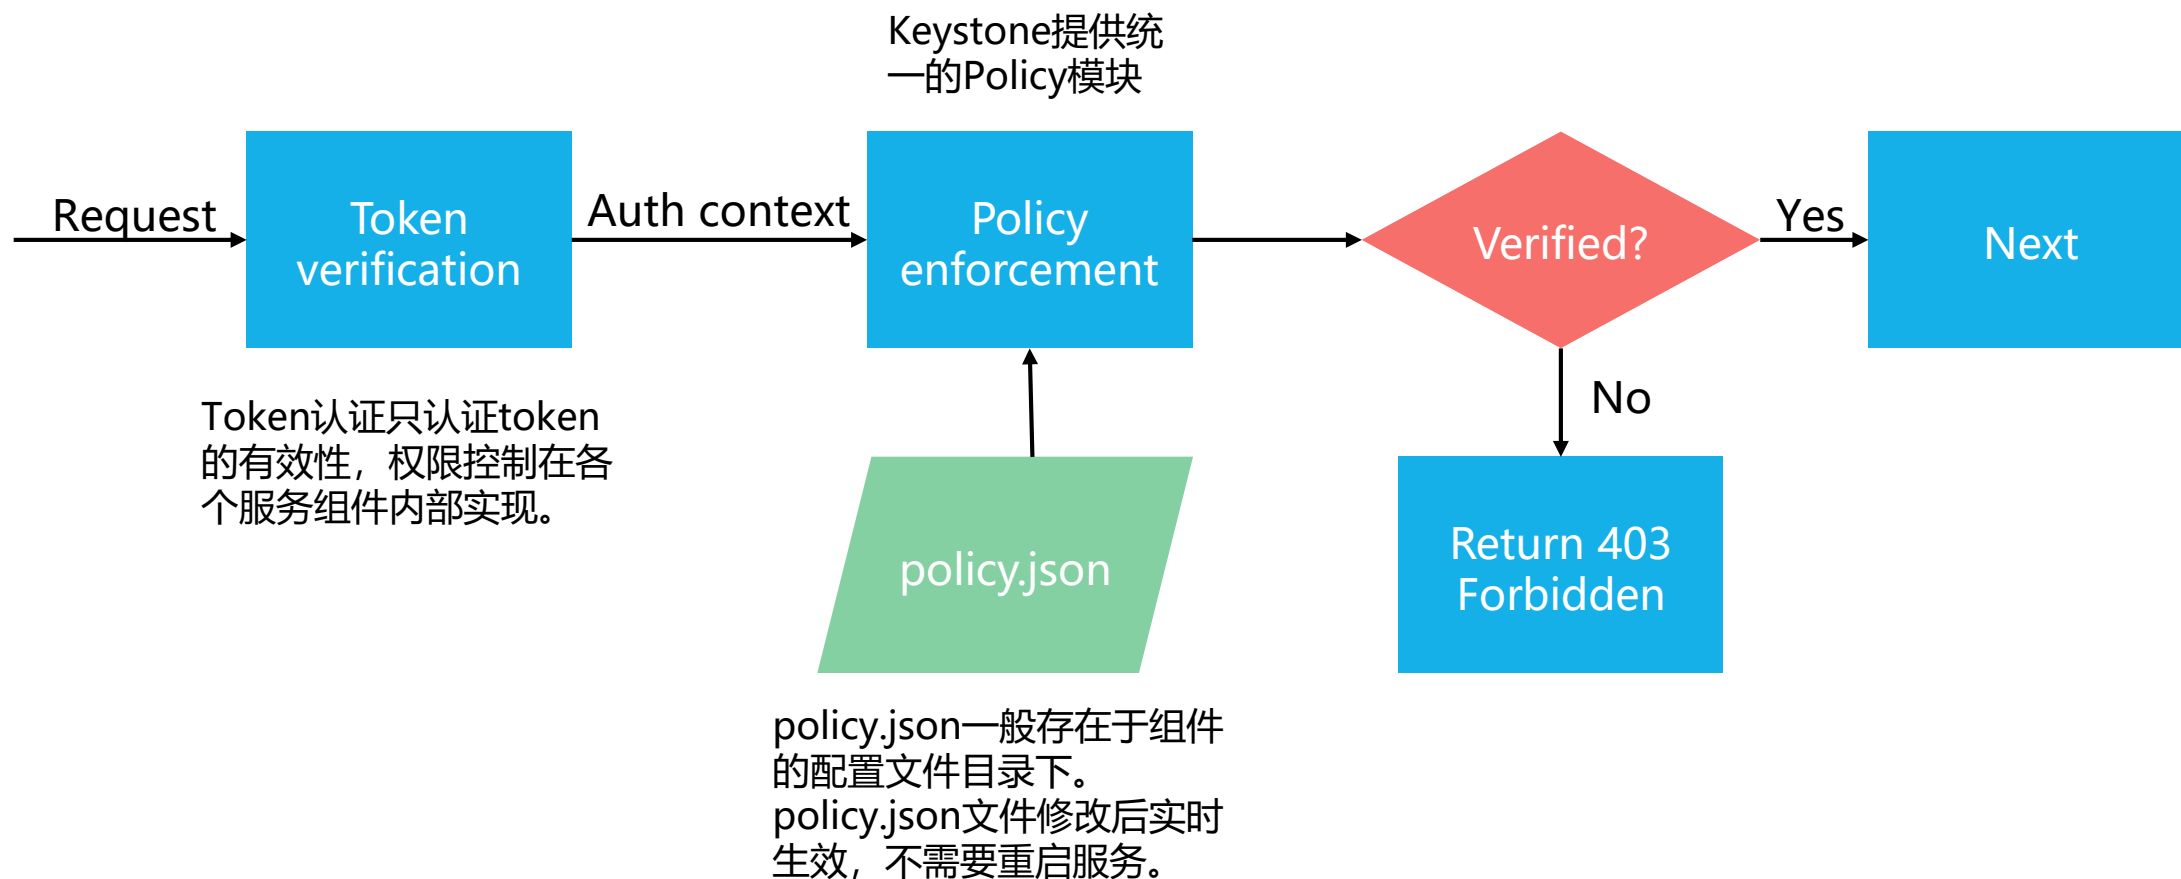 Keystone提供统
一的Policy模块
Request
Token
verification
Auth context
Policy
enforcement
Verified?
Yes
Next
Token认证只认证token
的有效性，权限控制在各
个服务组件内部实现。
No
policy.json
Return 403
Forbidden
policy.json一般存在于组件
的配置文件目录下。
policy.json文件修改后实时
生效，不需要重启服务。